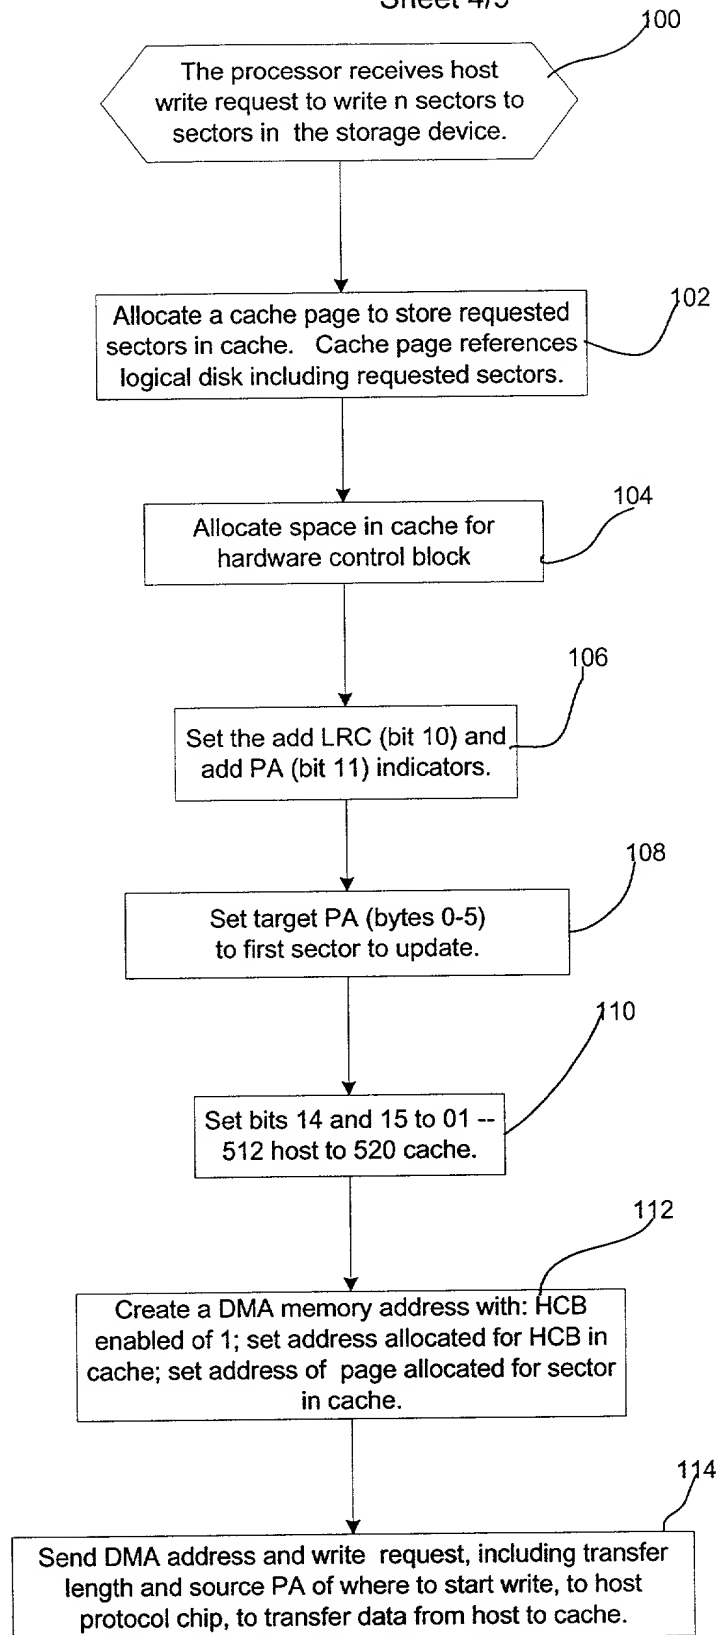 Sheet 4/5
100
The processor receives host
write request to write n sectors to
sectors in the storage device.
102
Allocate a cache page to store requested
sectors in cache. Cache page references
logical disk including requested sectors.
104
Allocate space in cache for
hardware control block
106
Set the add LRC (bit 10) and
add PA (bit 11) indicators.
108
Set target PA (bytes 0-5)
to first sector to update.
110
Set bits 14 and 15 to 01 --
512 host to 520 cache.
112
Create a DMA memory address with: HCB
enabled of 1; set address allocated for HCB in
cache; set address of page allocated for sector
in cache.
114
Send DMA address and write request, including transfer
length and source PA of where to start write, to host
protocol chip, to transfer data from host to cache.